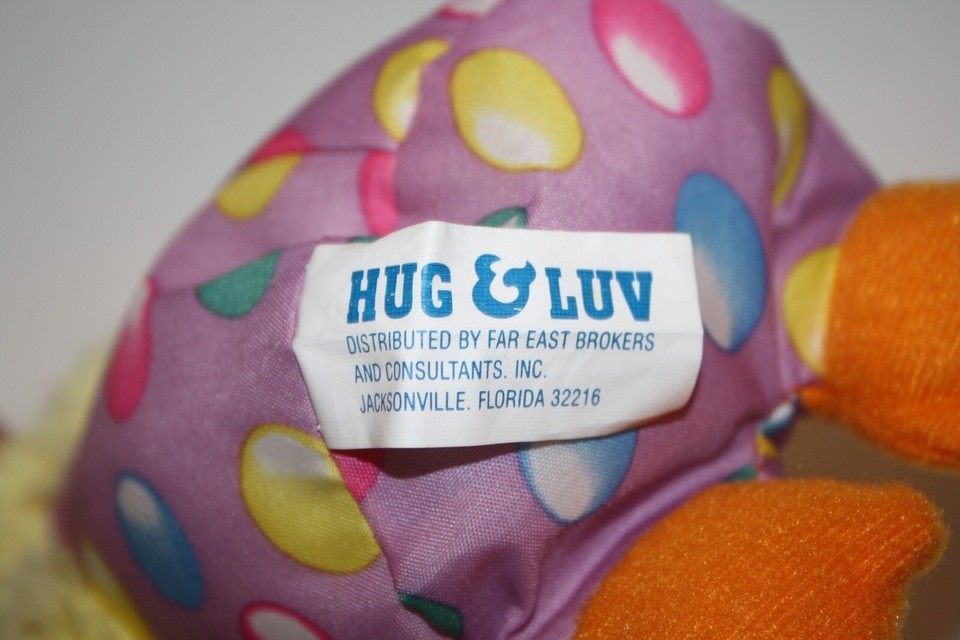 HUG & LUV
DISTRIBUTED BY FAR EAST BROKERS
AND CONSULTANTS. INC.
JACKSONVILLE. FLORIDA 32216